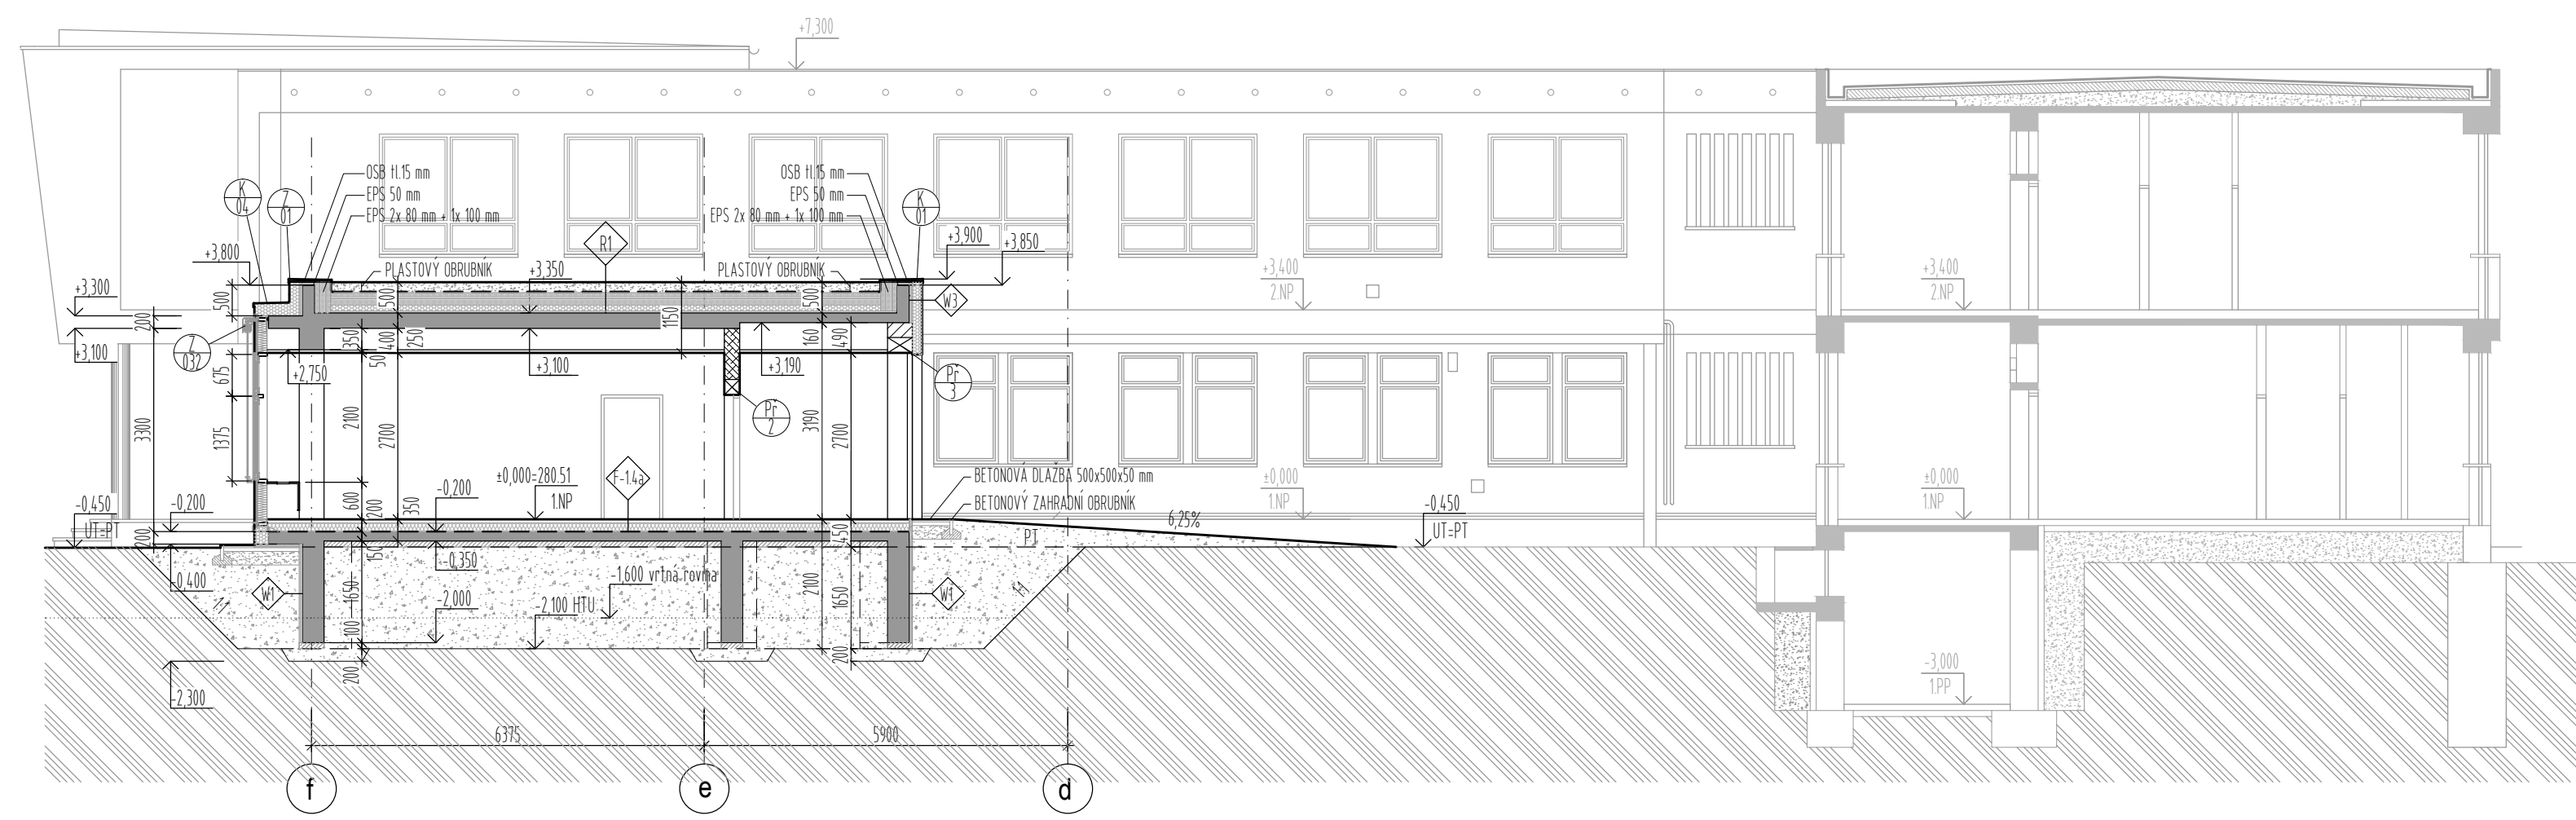 +7,300
OSB tl.15 mm
EPS 50 mm
EPS 2x 80 mm + 1x 100 mm
OSB tl.15 mm
EPS 50 mm
EPS 2x 80 mm + 1x 100 mm
K
04
Z
01
K
01
R1
+3,800
+3,900
+3,850
PLASTOVÝ OBRUBNÍK
+3,350
PLASTOVÝ OBRUBNÍK
+3,400
2.NP
+3,400
2.NP
+3,300
500
500
500
1150
W3
200
+3,100
Z
032
350
400
250
160
490
50
675
+2,750
+3,100
+3,190
Př
3
Př
2
3300
1375
2100
2700
3190
2700
F-1.4a
±0,000=280.51
1.NP
BETONOVÁ DLAŽBA 500x500x50 mm
BETONOVÝ ZAHRADNÍ OBRUBNÍK
±0,000
1.NP
±0,000
1.NP
-0,450
UT=PT
-0,200
200
600
200
350
-0,200
450
PT
6,25%
-0,450
UT=PT
150
-0,350
-0,400
W1
1:1
1650
-1,600 vrtná rovina
2100
1650
W1
1:1
-2,000
-2,100 HTU
100
200
200
-2,300
-3,000
1.PP
6375
5900
f
e
d